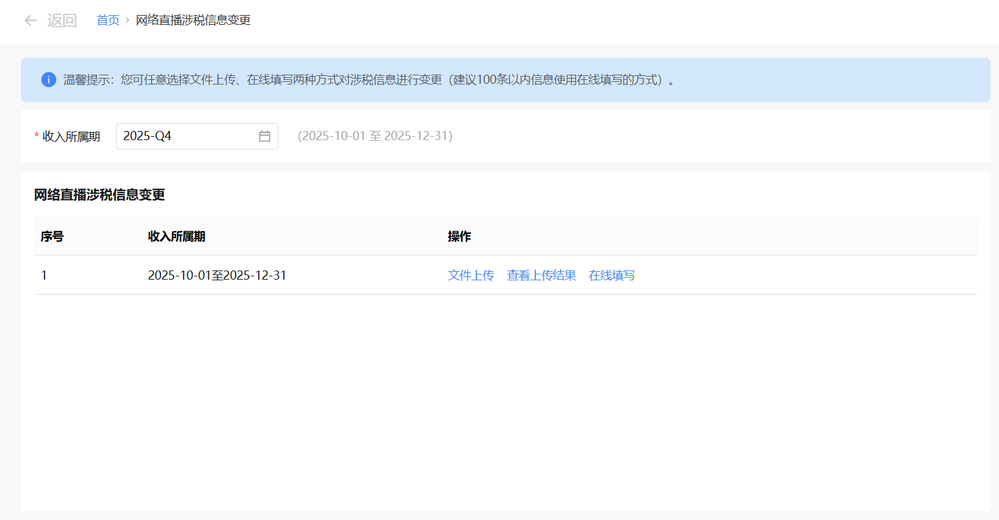 返回 首页 > 网络直播涉税信息变更
温馨提示：您可任意选择文件上传、在线填写两种方式对涉税信息进行变更（建议100条以内信息使用在线填写的方式）。
* 收入所属期 2025-Q4 （2025-10-01 至 2025-12-31）
网络直播涉税信息变更
序号 收入所属期 操作
1 2025-10-01至2025-12-31 文件上传 查看上传结果 在线填写